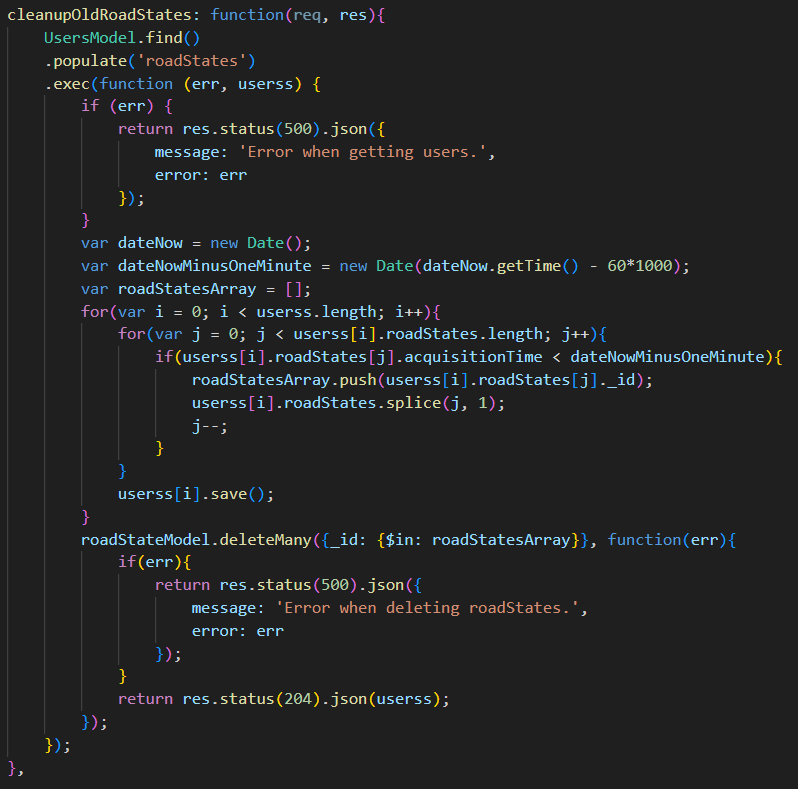 cleanupOldRoadStates: function(req, res){
    UsersModel.find()
    .populate('roadStates')
    .exec(function (err, userss) {
        if (err) {
            return res.status(500).json({
                message: 'Error when getting users.',
                error: err
            });
        }
        var dateNow = new Date();
        var dateNowMinusOneMinute = new Date(dateNow.getTime() - 60*1000);
        var roadStatesArray = [];
        for(var i = 0; i < userss.length; i++){
            for(var j = 0; j < userss[i].roadStates.length; j++){
                if(userss[i].roadStates[j].acquisitionTime < dateNowMinusOneMinute){
                    roadStatesArray.push(userss[i].roadStates[j]._id);
                    userss[i].roadStates.splice(j, 1);
                    j--;
                }
            }
            userss[i].save();
        }
        roadStateModel.deleteMany({_id: {$in: roadStatesArray}}, function(err){
            if(err){
                return res.status(500).json({
                    message: 'Error when deleting roadStates.',
                    error: err
                });
            }
            return res.status(204).json(userss);
        });
    });
},